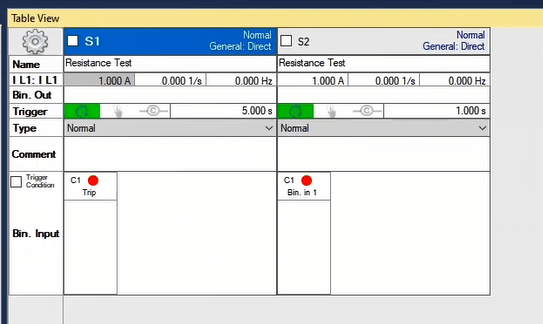 Table View
S1 Normal S2 Normal
General: Direct General: Direct
Name Resistance Test Resistance Test
I L1: I L1 1.000 A 0.000 1/s 0.000 Hz 1.000 A 0.000 1/s 0.000 Hz
Bin. Out
Trigger C 5.000 s C 1.000 s
Type Normal Normal
Comment
Trigger Condition C1 C1
Trip Bin. in 1
Bin. Input